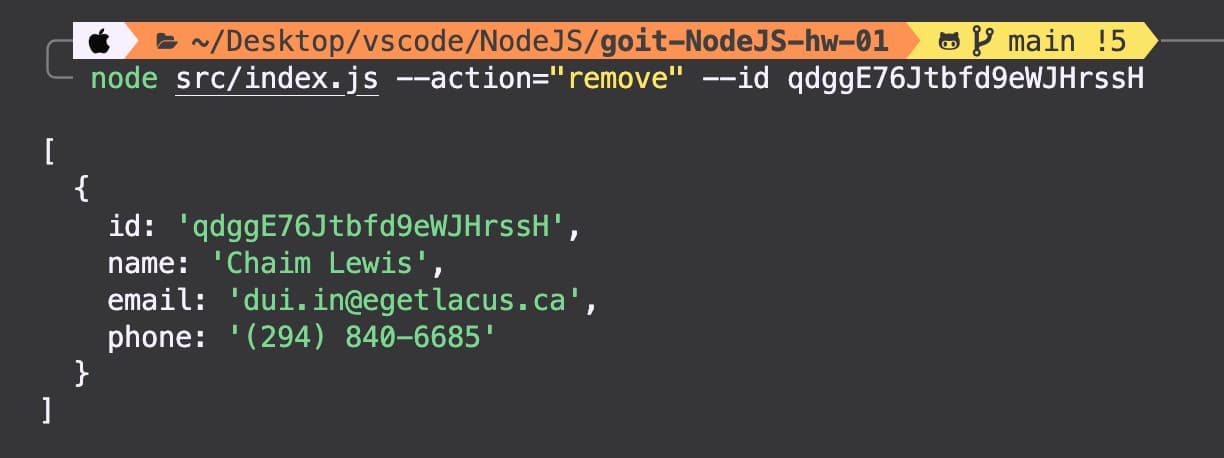 ~/Desktop/vscode/NodeJS/goit-NodeJS-hw-01 main !5
node src/index.js --action="remove" --id qdggE76Jtbfd9eWJHrssH
[
{
id: 'qdggE76Jtbfd9eWJHrssH',
name: 'Chaim Lewis',
email: 'dui.in@egetlacus.ca',
phone: '(294) 840-6685'
}
]